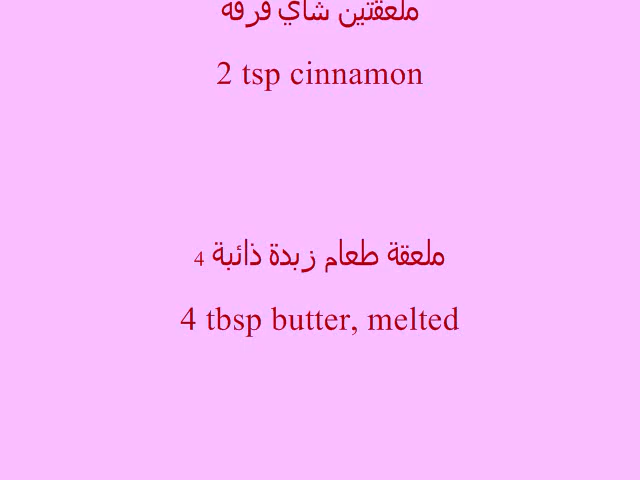 ملعقتين شاي قرفة
2 tsp cinnamon
4 ملعقة طعام زبدة ذائبة
4 tbsp butter, melted